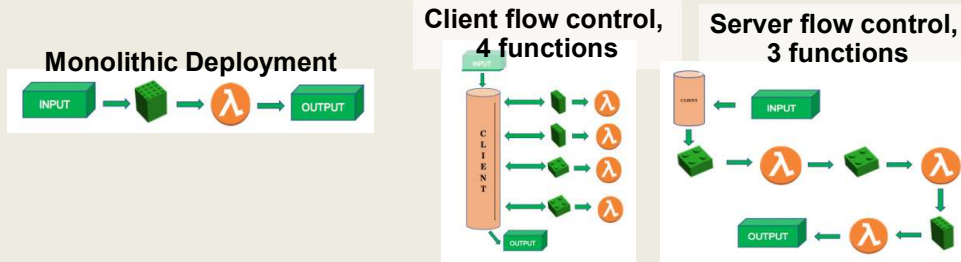 Monolithic Deployment
INPUT
λ
OUTPUT
Client flow control,
4 functions
INPUT
CLIENT
λ
λ
λ
λ
OUTPUT
Server flow control,
3 functions
CLIENT
INPUT
λ
λ
OUTPUT
λ